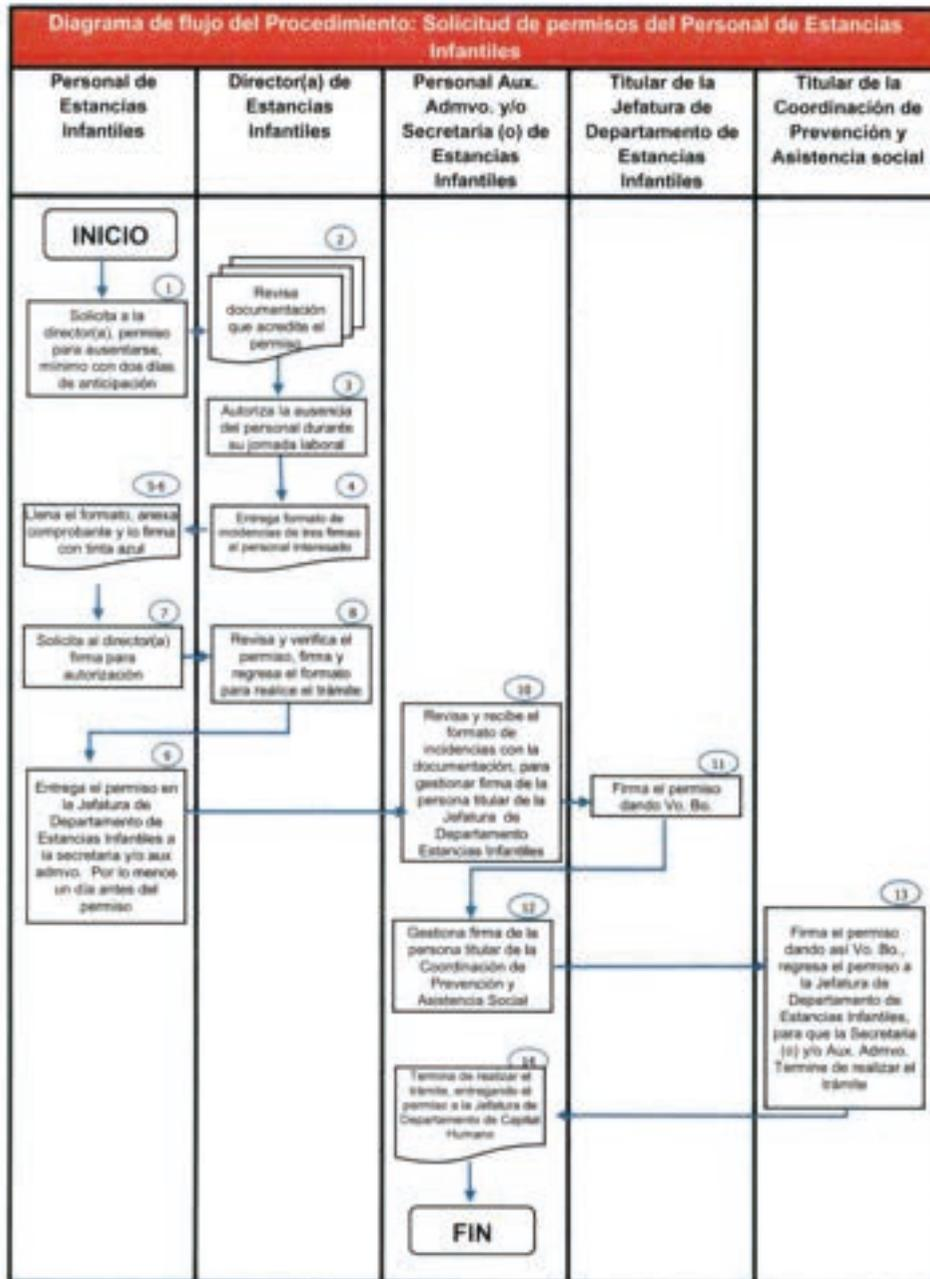 Diagrama de flujo del Procedimiento: Solicitud de permisos del Personal de Estancias
Infantiles
Personal de
Estancias
Infantiles
Director(a) de
Estancias
Infantiles
Personal Aux.
Admvo. y/o
Secretaria (o) de
Estancias
Infantiles
Titular de la
Jefatura de
Departamento de
Estancias
Infantiles
Titular de la
Coordinación de
Prevención y
Asistencia social
INICIO
1
Solicita a la
director(a), permiso
para ausentarse,
mínimo con dos días
de anticipación
2
Revisa
documentación
que acredite el
permiso
3
Autoriza la ausencia
del personal durante
su jornada laboral
4
Entrega formato de
incidencias de tres firmas
al personal interesado
5-6
Llena el formato, anexa
comprobante y lo firma
con tinta azul
7
Solicita al director(a)
firma para
autorización
8
Revisa y verifica el
permiso, firma y
regresa el formato
para realice el trámite
9
Entrega el permiso en
la Jefatura de
Departamento de
Estancias Infantiles a
la secretaria y/o aux
admvo. Por lo menos
un día antes del
permiso
10
Revisa y recibe el
formato de
incidencias con la
documentación, para
gestionar firma de la
persona titular de la
Jefatura de
Departamento
Estancias Infantiles
11
Firma el permiso
dando Vo. Bo.
12
Gestiona firma de la
persona titular de la
Coordinación de
Prevención y
Asistencia Social
13
Firma el permiso
dando así Vo. Bo.,
regresa el permiso a
la Jefatura de
Departamento de
Estancias Infantiles,
para que la Secretaria
(o) y/o Aux. Admvo.
Termine de realizar el
trámite
14
Termina de realizar el
trámite, entregando el
permiso a la Jefatura de
Departamento de Capital
Humano
FIN